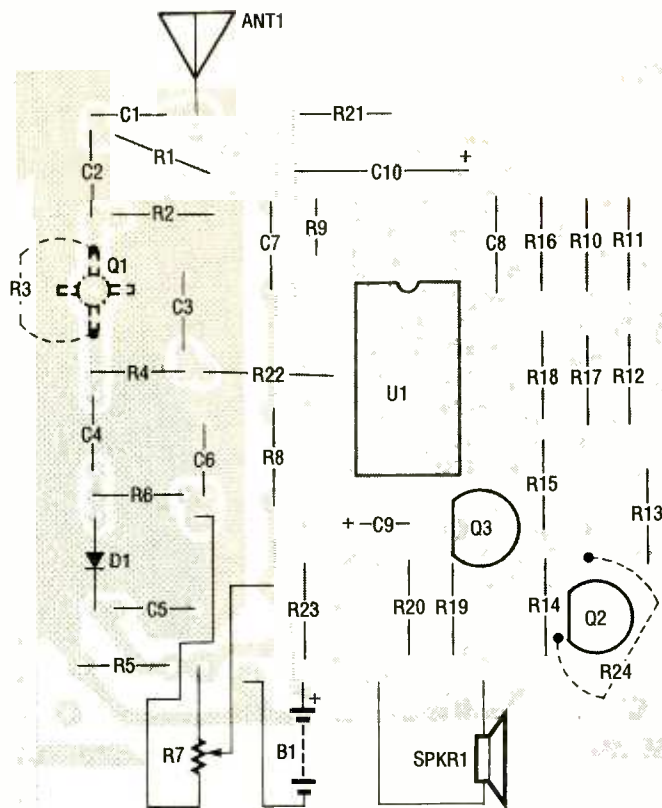 ANT1
C1
R21
R1
C2
C10
+
R2
C7
R9
C8
R16
R10
R11
Q1
R3
C3
R4
R22
U1
R18
R17
R12
C4
C6
R8
R6
R15
R13
+
C9
Q3
D1
C5
R23
R20
R19
R14
Q2
R5
R24
+
R7
B1
SPKR1